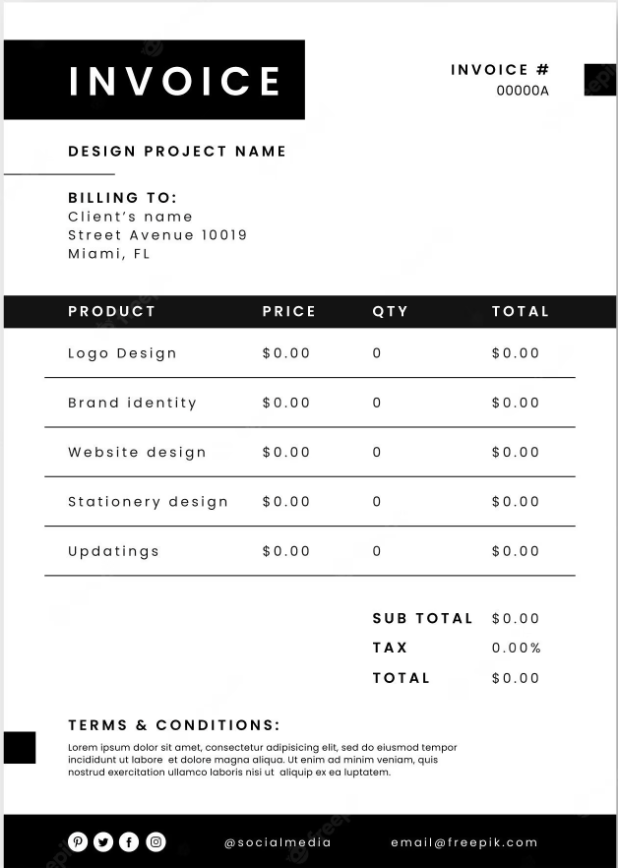 INVOICE
INVOICE #
00000A
DESIGN PROJECT NAME
BILLING TO:
Client’s name
Street Avenue 10019
Miami, FL
PRODUCT PRICE QTY TOTAL
Logo Design $0.00 0 $0.00
Brand identity $0.00 0 $0.00
Website design $0.00 0 $0.00
Stationery design $0.00 0 $0.00
Updatings $0.00 0 $0.00
SUB TOTAL $0.00
TAX 0.00%
TOTAL $0.00
TERMS & CONDITIONS:
Lorem ipsum dolor sit amet, consectetur adipisicing elit, sed do eiusmod tempor
incididunt ut labore et dolore magna aliqua. Ut enim ad minim veniam, quis
nostrud exercitation ullamco laboris nisi ut aliquip ex ea luptatem.
@socialmedia email@freepik.com